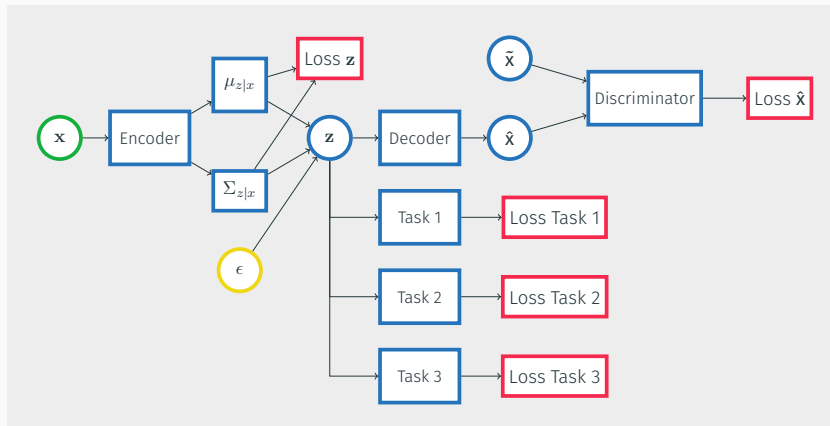 x
Encoder
μz|x
Σz|x
ϵ
Loss z
z
Decoder
x̃
x̂
Discriminator
Loss x̂
Task 1
Loss Task 1
Task 2
Loss Task 2
Task 3
Loss Task 3